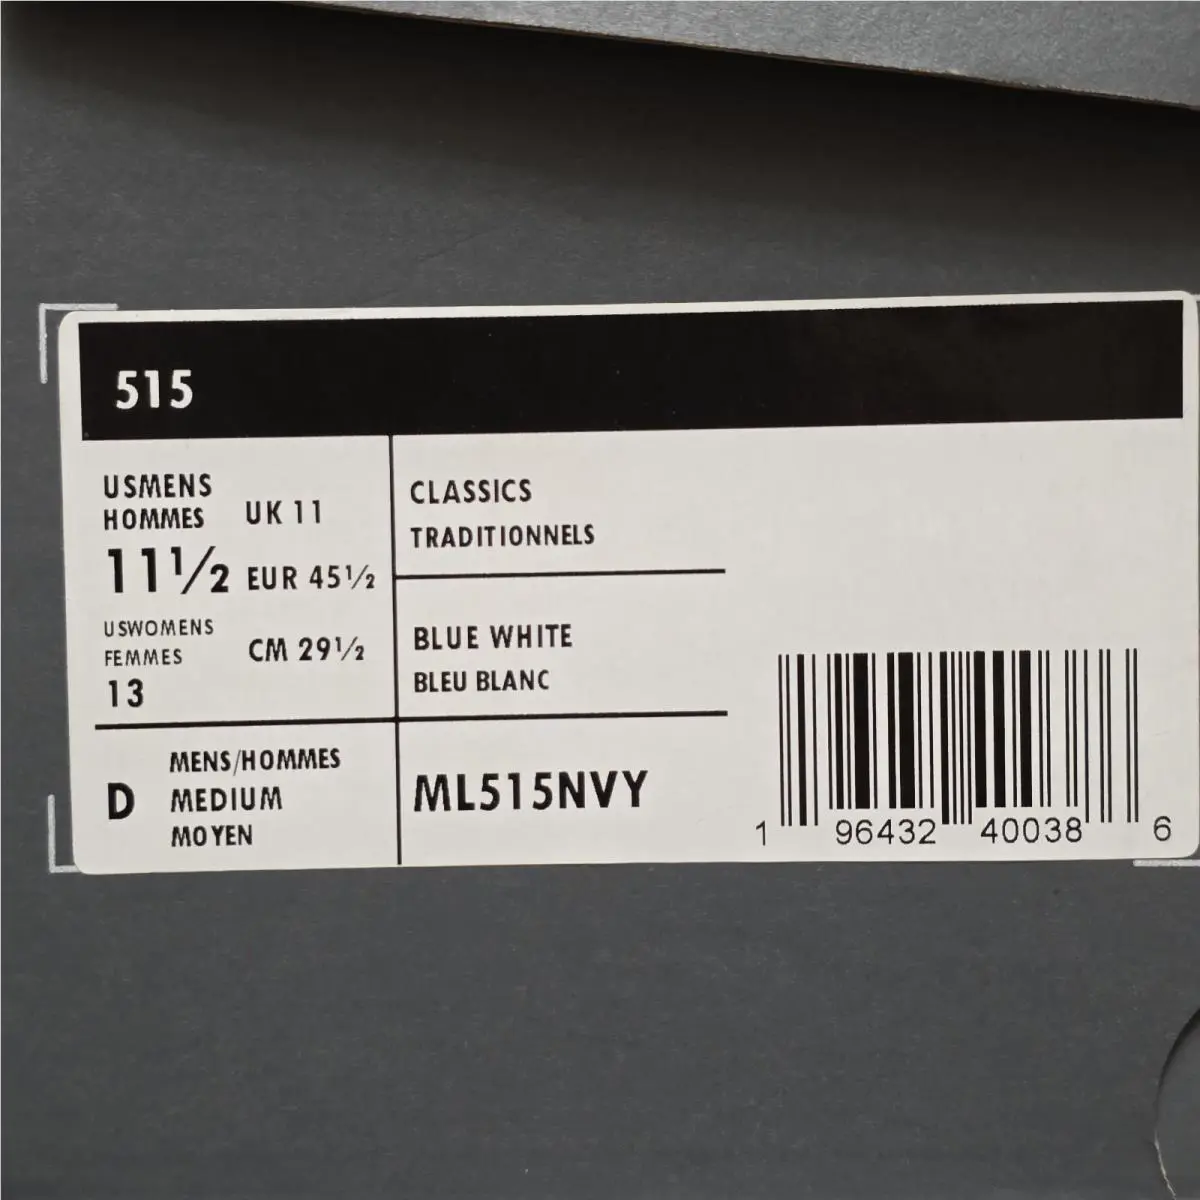 515
USMENS
HOMMES
11½
UK 11
EUR 45½
USWOMENS
FEMMES
13
CM 29½
CLASSICS
TRADITIONNELS
BLUE WHITE
BLEU BLANC
D
MENS/HOMMES
MEDIUM
MOYEN
ML515NVY
1 96432 40038 6